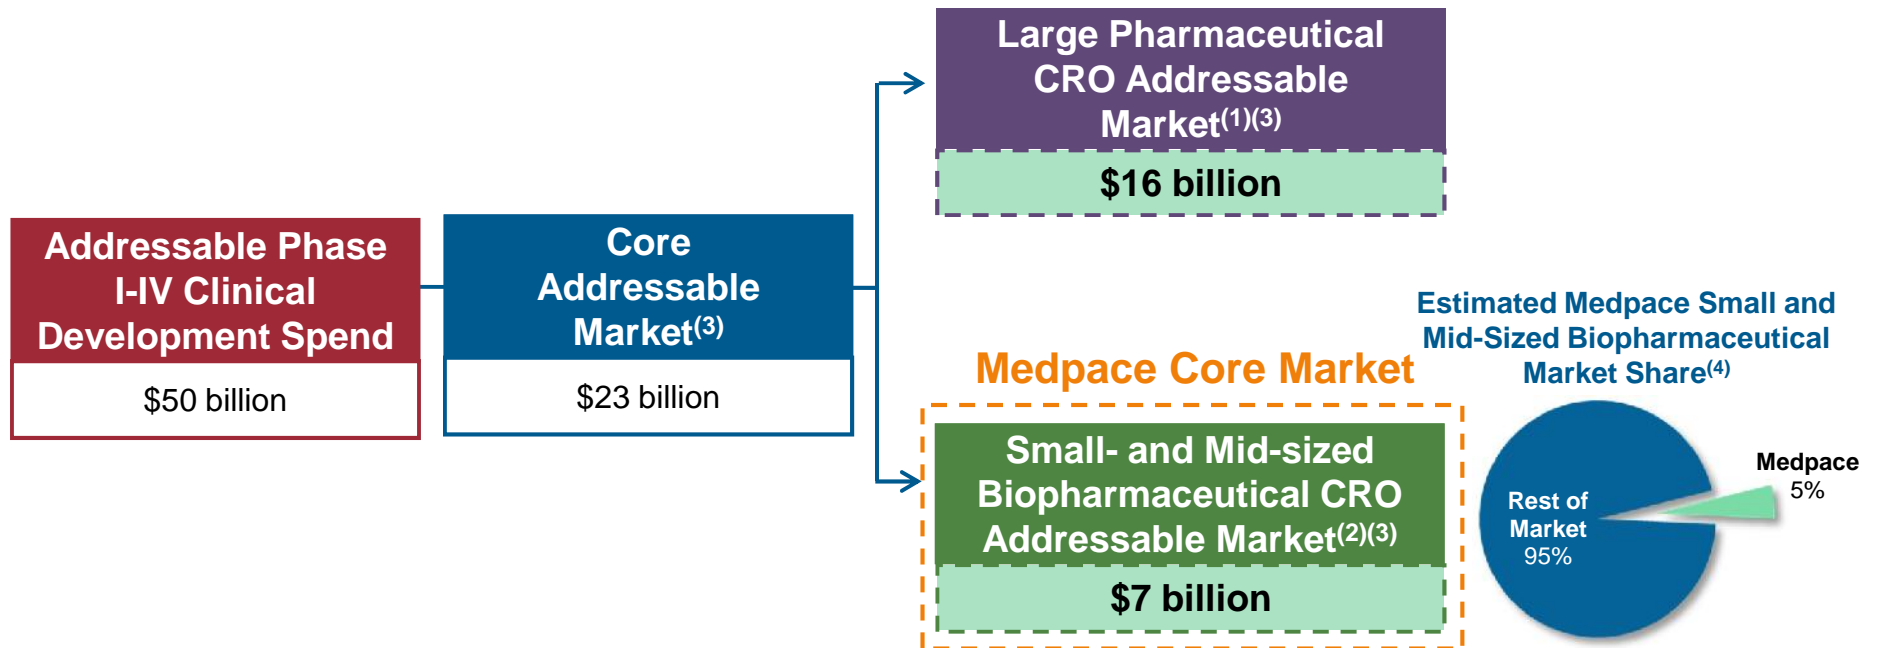 Addressable Phase
I-IV Clinical
Development Spend
$50 billion
Core
Addressable
Market(3)
$23 billion
Large Pharmaceutical
CRO Addressable
Market(1)(3)
$16 billion
Medpace Core Market
Small- and Mid-sized
Biopharmaceutical CRO
Addressable Market(2)(3)
$7 billion
Estimated Medpace Small and
Mid-Sized Biopharmaceutical
Market Share(4)
Medpace
5%
Rest of
Market
95%